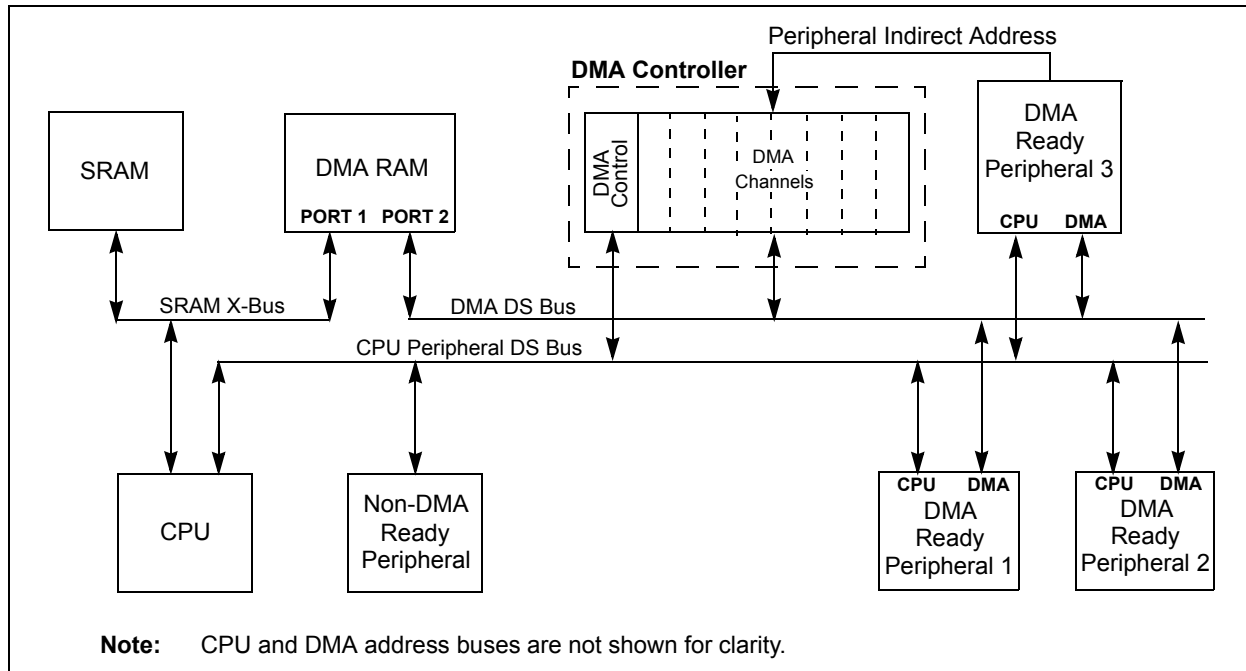 Peripheral Indirect Address
DMA Controller
SRAM
DMA RAM
PORT 1 PORT 2
DMA
Control
DMA
Channels
DMA
Ready
Peripheral 3
CPU DMA
SRAM X-Bus
DMA DS Bus
CPU Peripheral DS Bus
CPU
Non-DMA
Ready
Peripheral
CPU DMA
DMA
Ready
Peripheral 1
CPU DMA
DMA
Ready
Peripheral 2
Note: CPU and DMA address buses are not shown for clarity.